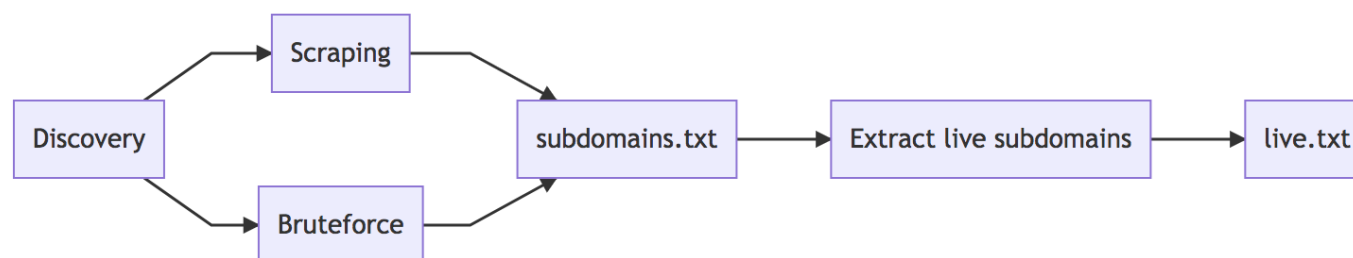 Discovery
Scraping
Bruteforce
subdomains.txt
Extract live subdomains
live.txt